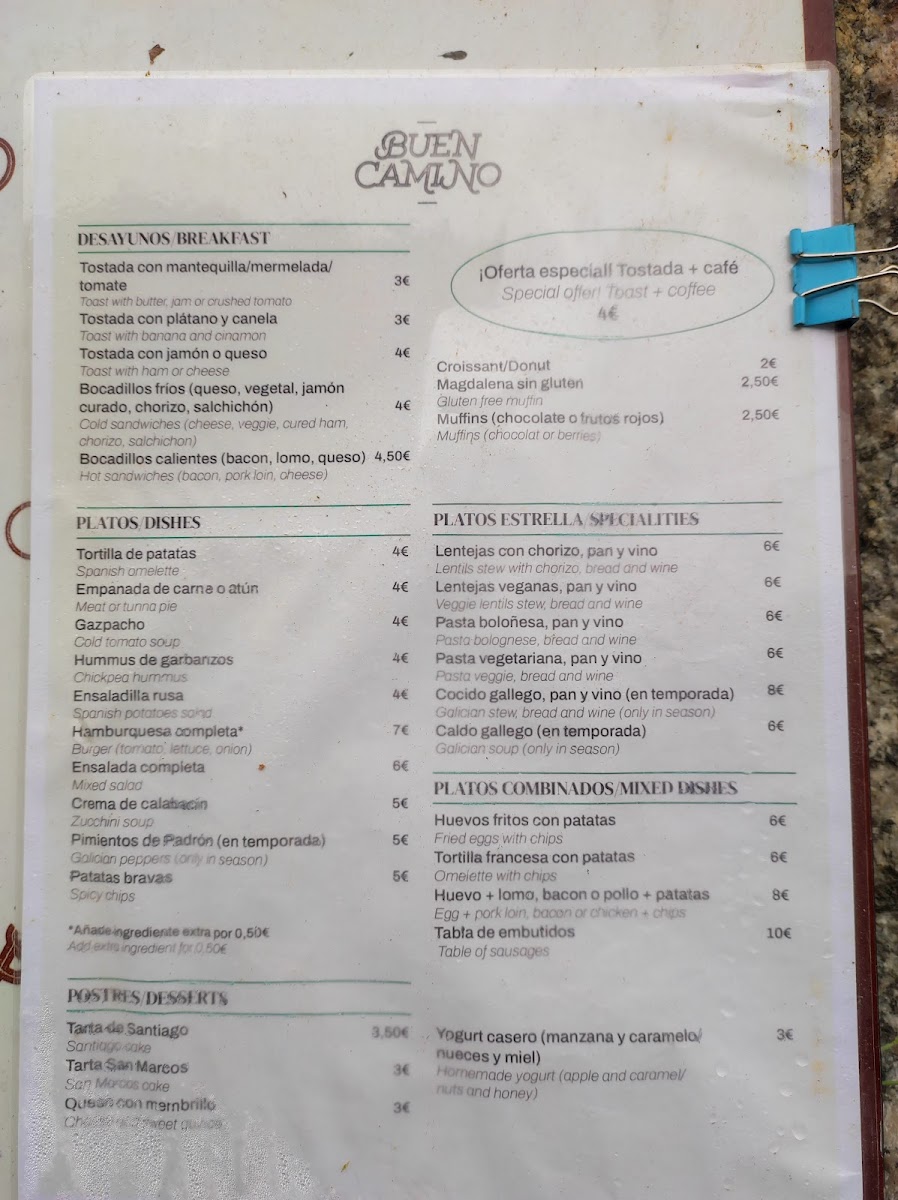 BUEN
CAMINO
DESAYUNOS/BREAKFAST
Tostada con mantequilla/mermelada/
tomate 3€
Toast with butter, jam or crushed tomato
Tostada con plátano y canela 3€
Toast with banana and cinamon
Tostada con jamón o queso 4€
Toast with ham or cheese
Bocadillos fríos (queso, vegetal, jamón
curado, chorizo, salchichón) 4€
Cold sandwiches (cheese, veggie, cured ham,
chorizo, salchichon)
Bocadillos calientes (bacon, lomo, queso) 4,50€
Hot sandwiches (bacon, pork loin, cheese)
¡Oferta especial! Tostada + café
Special offer! Toast + coffee
4€
Croissant/Donut 2€
Magdalena sin gluten 2,50€
Gluten free muffin
Muffins (chocolate o frutos rojos) 2,50€
Muffins (chocolat or berries)
PLATOS/DISHES
Tortilla de patatas 4€
Spanish omelette
Empanada de carne o atún 4€
Meat or tunna pie
Gazpacho 4€
Cold tomato soup
Hummus de garbanzos 4€
Chickpea hummus
Ensaladilla rusa 4€
Spanish potatoes salad
Hamburguesa completa* 7€
Burger (tomato, lettuce, onion)
Ensalada completa 6€
Mixed salad
Crema de calabacín 5€
Zucchini soup
Pimientos de Padrón (en temporada) 5€
Galician peppers (only in season)
Patatas bravas 5€
Spicy chips
*Añade ingrediente extra por 0,50€
Add extra ingredient for 0,50€
PLATOS ESTRELLA/SPECIALITIES
Lentejas con chorizo, pan y vino 6€
Lentils stew with chorizo, bread and wine
Lentejas veganas, pan y vino 6€
Veggie lentils stew, bread and wine
Pasta boloñesa, pan y vino 6€
Pasta bolognese, bread and wine
Pasta vegetariana, pan y vino 6€
Pasta veggie, bread and wine
Cocido gallego, pan y vino (en temporada) 8€
Galician stew, bread and wine (only in season)
Caldo gallego (en temporada) 6€
Galician soup (only in season)
PLATOS COMBINADOS/MIXED DISHES
Huevos fritos con patatas 6€
Fried eggs with chips
Tortilla francesa con patatas 6€
Omelette with chips
Huevo + lomo, bacon o pollo + patatas 8€
Egg + pork loin, bacon or chicken + chips
Tabla de embutidos 10€
Table of sausages
POSTRES/DESSERTS
Tarta de Santiago 3,50€
Santiago cake
Tarta San Marcos 3€
San Marcos cake
Queso con membrillo 3€
Cheese and sweet quince
Yogurt casero (manzana y caramelo/ 3€
nueces y miel)
Homemade yogurt (apple and caramel/
nuts and honey)